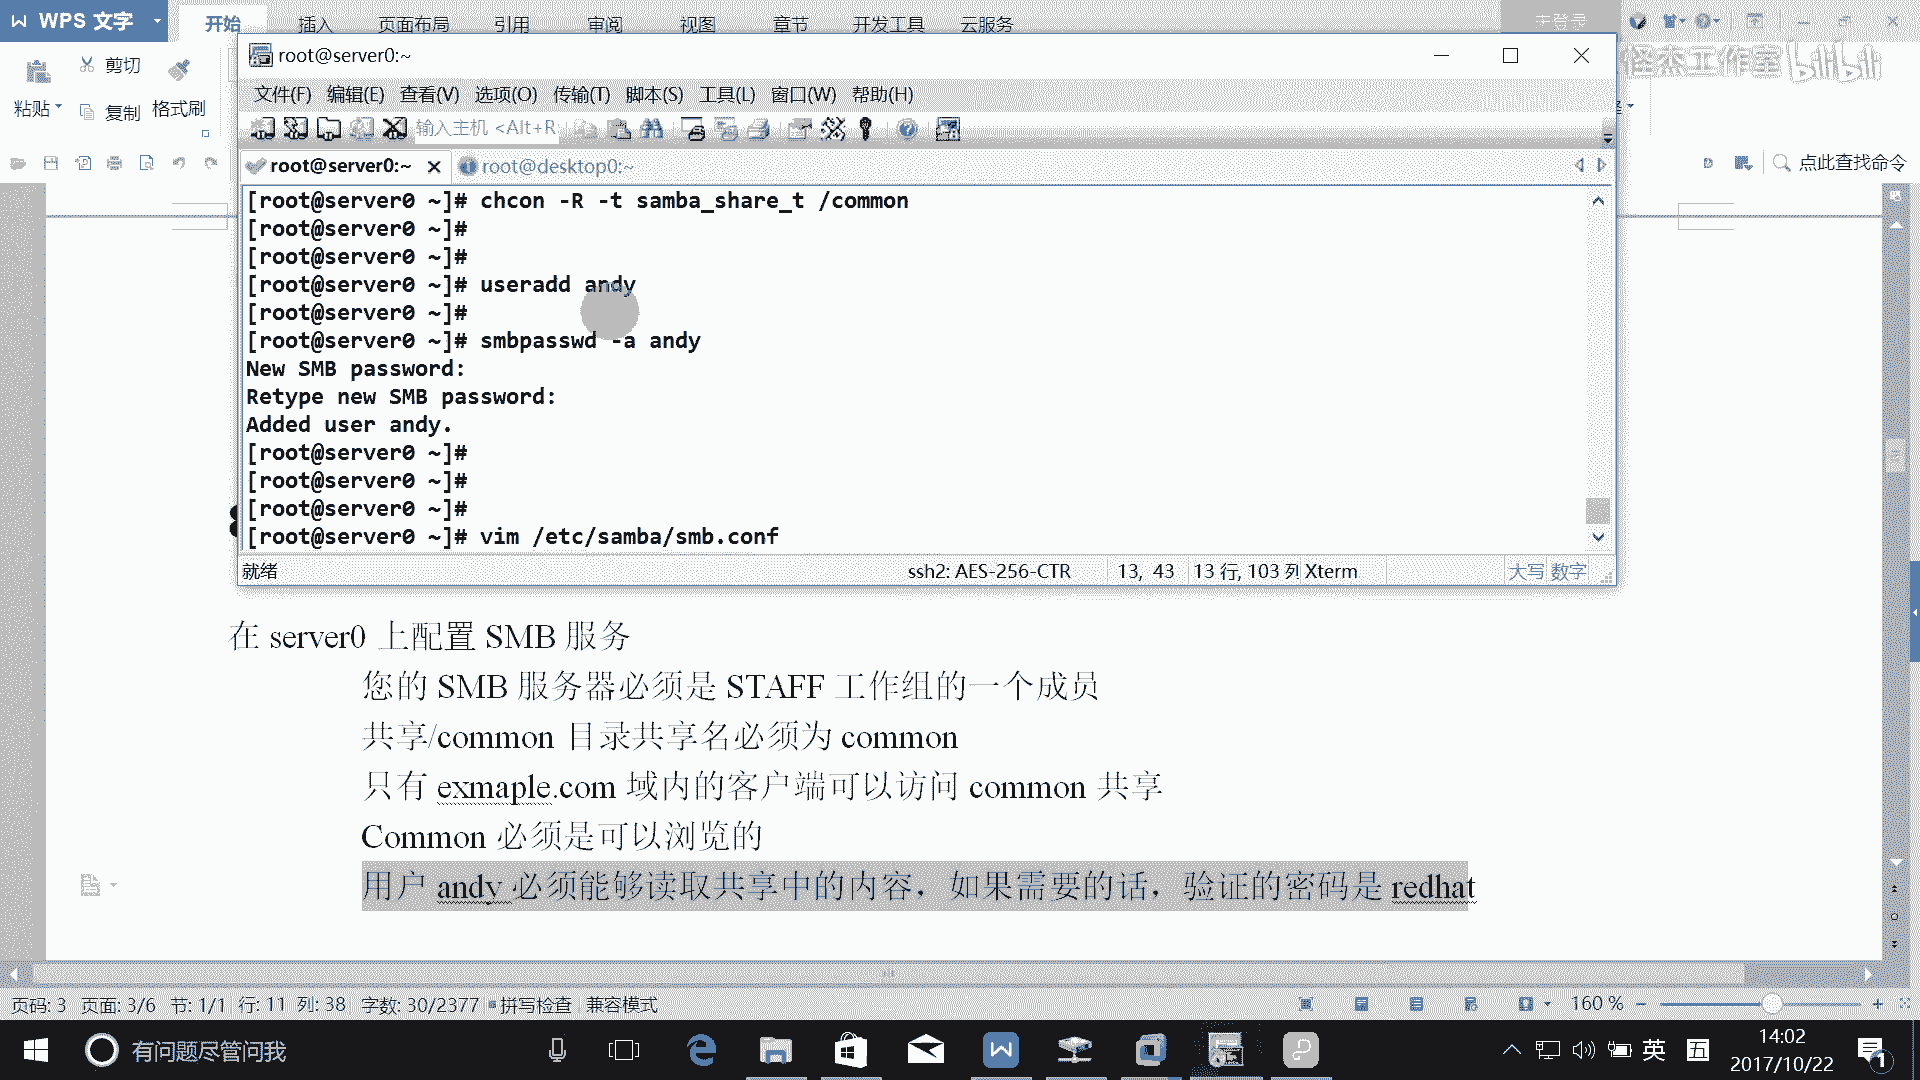 WPS 文字
开始
插入
页面布局
引用
审阅
视图
章节
开发工具
云服务
未登录
剪切
粘贴
复制
格式刷
怪杰工作室 bilibili
root@server0:~
文件(F) 编辑(E) 查看(V) 选项(O) 传输(T) 脚本(S) 工具(L) 窗口(W) 帮助(H)
输入主机 <Alt+R
root@server0:~
root@desktop0:~
点此查找命令
[root@server0 ~]# chcon -R -t samba_share_t /common
[root@server0 ~]#
[root@server0 ~]#
[root@server0 ~]# useradd andy
[root@server0 ~]#
[root@server0 ~]# smbpasswd -a andy
New SMB password:
Retype new SMB password:
Added user andy.
[root@server0 ~]#
[root@server0 ~]#
[root@server0 ~]#
[root@server0 ~]# vim /etc/samba/smb.conf
就绪
ssh2: AES-256-CTR
13, 43
13 行, 103 列
Xterm
大写 数字
在 server0 上配置 SMB 服务
您的 SMB 服务器必须是 STAFF 工作组的一个成员
共享/common 目录共享名必须为 common
只有 exmaple.com 域内的客户端可以访问 common 共享
Common 必须是可以浏览的
用户 andy 必须能够读取共享中的内容，如果需要的话，验证的密码是 redhat
页码: 3 页面: 3/6 节: 1/1 行: 11 列: 38 字数: 30/2377 拼写检查 兼容模式
160 %
有问题尽管问我
英
五
14:02
2017/10/22
1